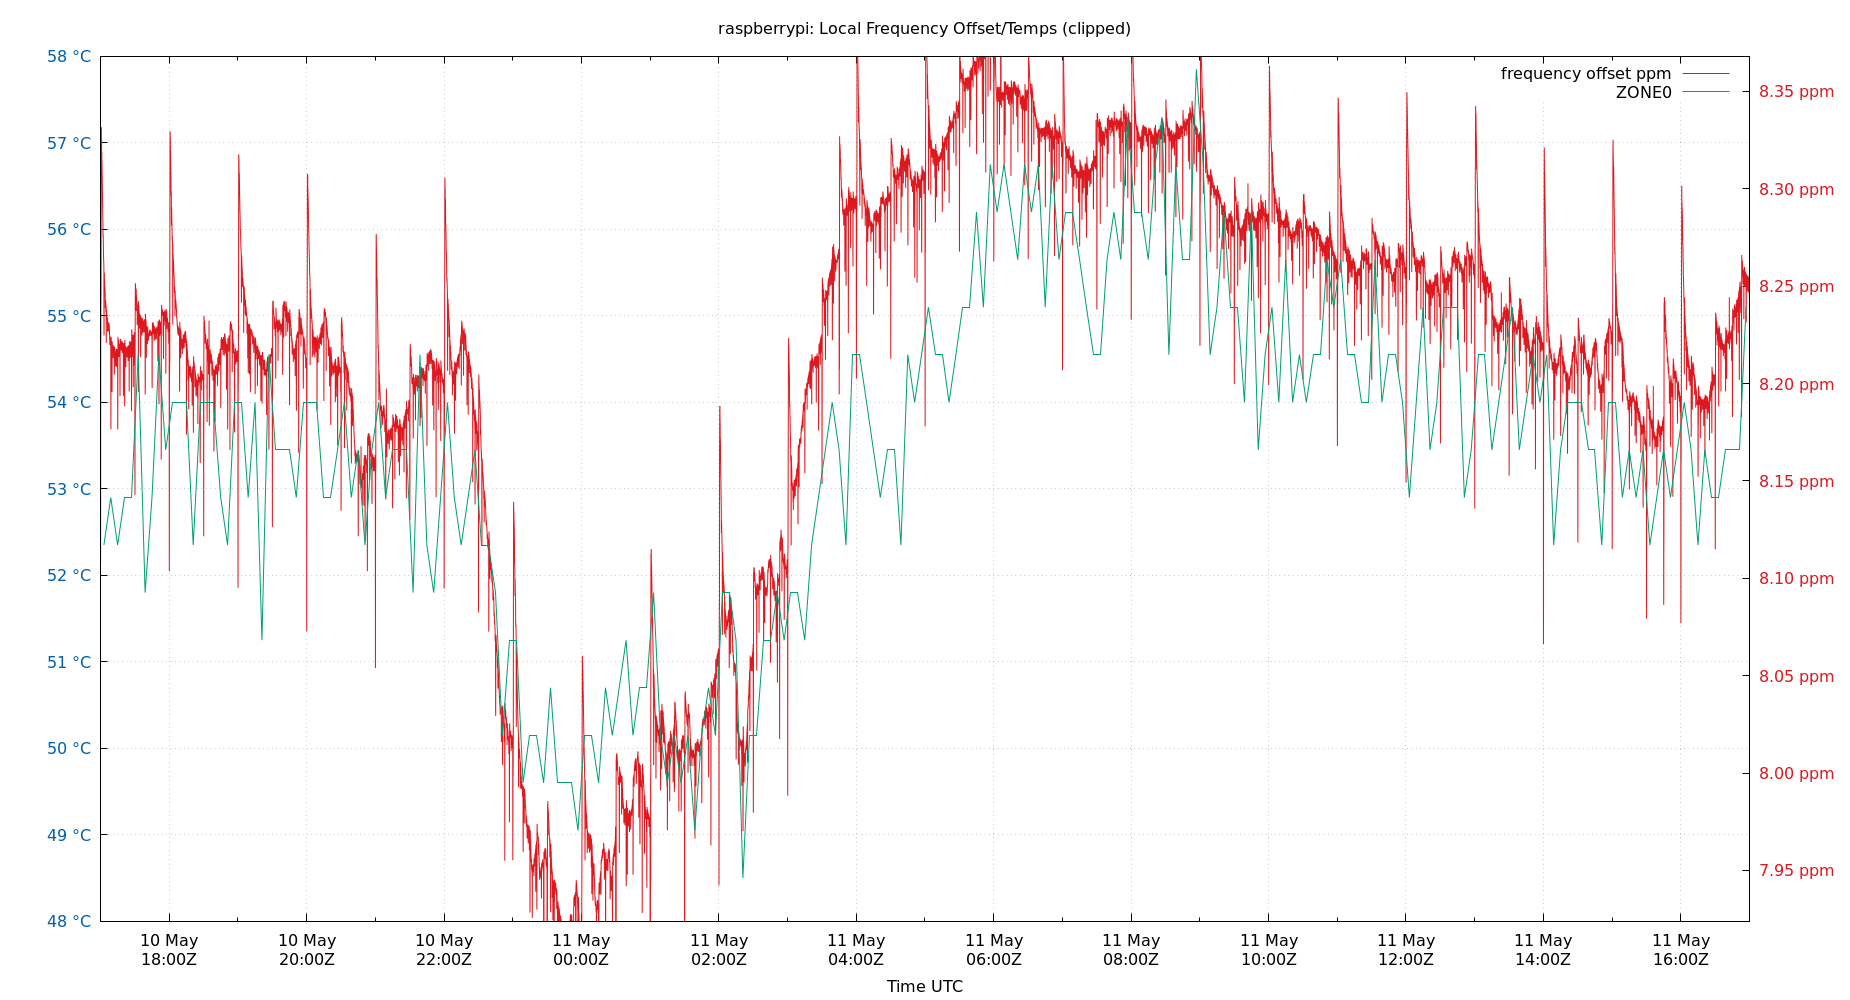 raspberrypi: Local Frequency Offset/Temps (clipped)
58 °C
57 °C
56 °C
55 °C
54 °C
53 °C
52 °C
51 °C
50 °C
49 °C
48 °C
frequency offset ppm
ZONE0
8.35 ppm
8.30 ppm
8.25 ppm
8.20 ppm
8.15 ppm
8.10 ppm
8.05 ppm
8.00 ppm
7.95 ppm
10 May 10 May 10 May 11 May 11 May 11 May 11 May 11 May 11 May 11 May 11 May 11 May
18:00Z 20:00Z 22:00Z 00:00Z 02:00Z 04:00Z 06:00Z 08:00Z 10:00Z 12:00Z 14:00Z 16:00Z
Time UTC